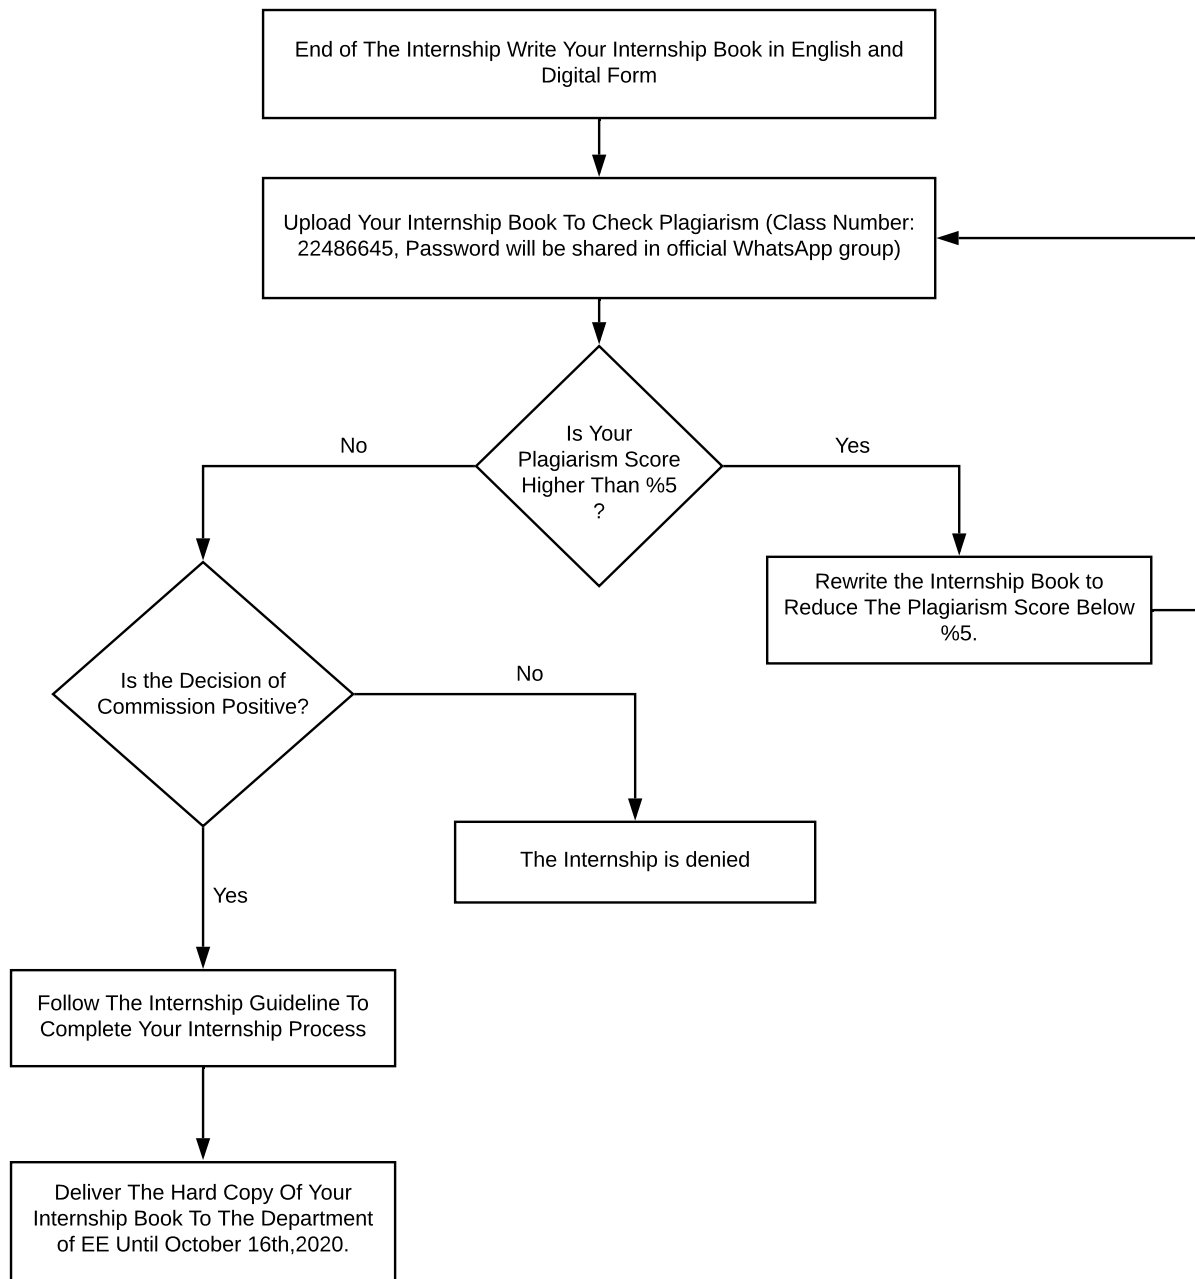 End of The Internship Write Your Internship Book in English and
Digital Form
Upload Your Internship Book To Check Plagiarism (Class Number:
22486645, Password will be shared in official WhatsApp group)
Is Your
Plagiarism Score
Higher Than %5
?
No
Yes
Rewrite the Internship Book to
Reduce The Plagiarism Score Below
%5.
Is the Decision of
Commission Positive?
No
The Internship is denied
Yes
Follow The Internship Guideline To
Complete Your Internship Process
Deliver The Hard Copy Of Your
Internship Book To The Department
of EE Until October 16th,2020.